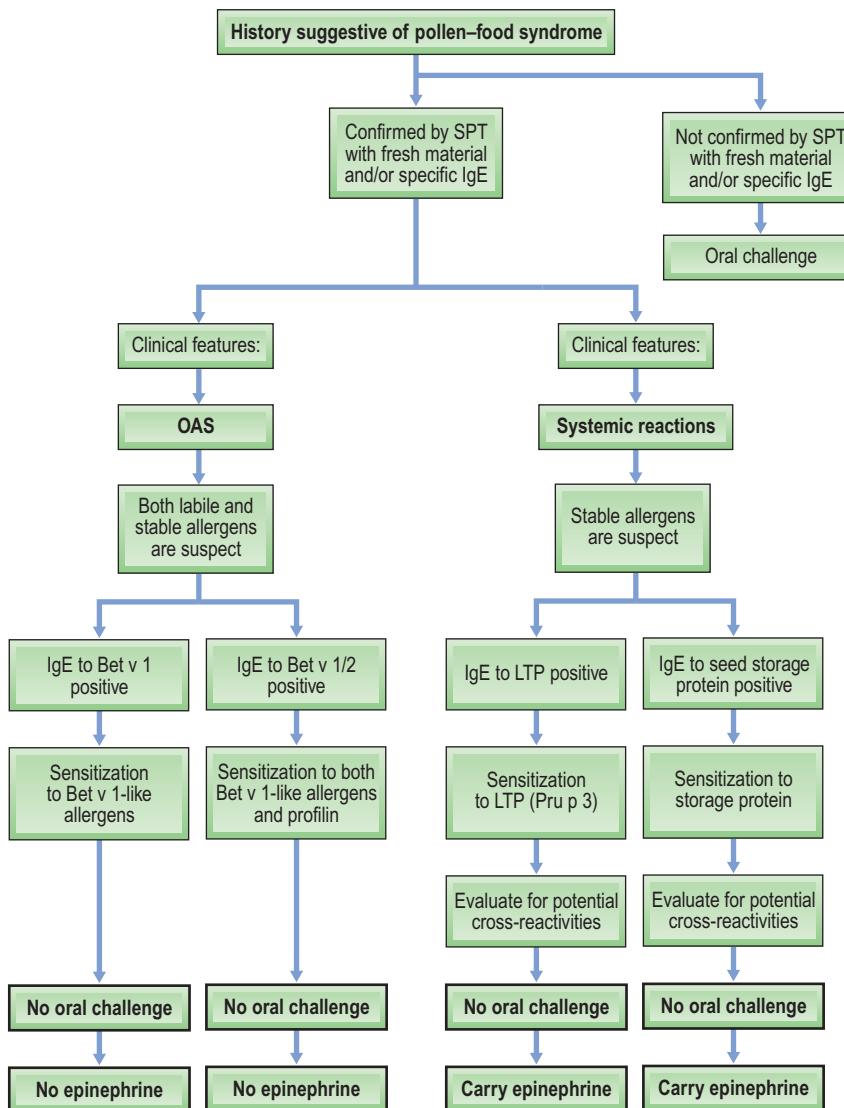 History suggestive of pollen–food syndrome
Confirmed by SPT
with fresh material
and/or specific IgE
Not confirmed by SPT
with fresh material
and/or specific IgE
Oral challenge
Clinical features:
Clinical features:
OAS
Systemic reactions
Both labile and
stable allergens
are suspect
Stable allergens
are suspect
IgE to Bet v 1
positive
IgE to Bet v 1/2
positive
IgE to LTP positive
IgE to seed storage
protein positive
Sensitization
to Bet v 1-like
allergens
Sensitization to both
Bet v 1-like allergens
and profilin
Sensitization
to LTP (Pru p 3)
Sensitization to
storage protein
Evaluate for potential
cross-reactivities
Evaluate for potential
cross-reactivities
No oral challenge
No oral challenge
No oral challenge
No oral challenge
No epinephrine
No epinephrine
Carry epinephrine
Carry epinephrine